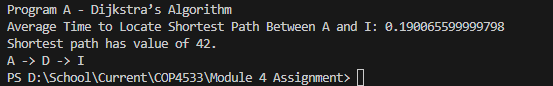 Program A - Dijkstra’s Algorithm
Average Time to Locate Shortest Path Between A and I: 0.190065599999798
Shortest path has value of 42.
A -> D -> I
PS D:\School\Current\COP4533\Module 4 Assignment>